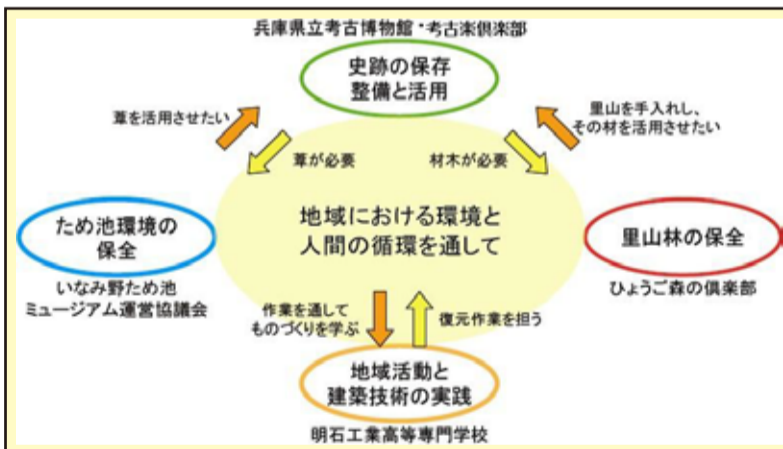 兵庫県立考古博物館・考古楽倶楽部
史跡の保存
整備と活用
葦を活用させたい
里山を手入れし、
その材を活用させたい
葦が必要
材木が必要
ため池環境の
保全
いなみ野ため池
ミュージアム運営協議会
地域における環境と
人間の循環を通して
里山林の保全
ひょうご森の倶楽部
作業を通して
ものづくりを学ぶ
復元作業を担う
地域活動と
建築技術の実践
明石工業高等専門学校